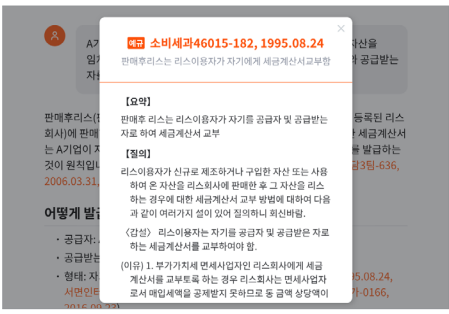 예규 소비세과46015-182, 1995.08.24
판매후리스는 리스이용자가 자기에게 세금계산서교부함
【요약】
판매후 리스는 리스이용자가 자기를 공급자 및 공급받는
자로 하여 세금계산서 교부
【질의】
리스이용자가 신규로 제조하거나 구입한 자산 또는 사용
하여 온 자산을 리스회사에 판매한 후 그 자산을 리스
하는 경우에 대한 세금계산서 교부 방법에 대하여 다음
과 같이 여러가지 설이 있어 질의하니 회신바람.
〈갑설〉 리스이용자는 자기를 공급자 및 공급받은 자로
하는 세금계산서를 교부하여야 함.
(이유) 1. 부가가치세 면세사업자인 리스회사에게 세금
계산서를 교부토록 하는 경우 리스회사는 면세사업자
로서 매입세액을 공제받지 못하므로 동 금액 상당액이
자산을
공급받는
판매후리스(
등록된 리스
회사)에 판매
세금계산서
는 A기업이
를 발급하는
것이 원칙입니
3팀-636,
2006.03.31,
어떻게 발급
• 공급자:
• 공급받는
• 형태: 자
95.08.24,
서면인터
-0166,